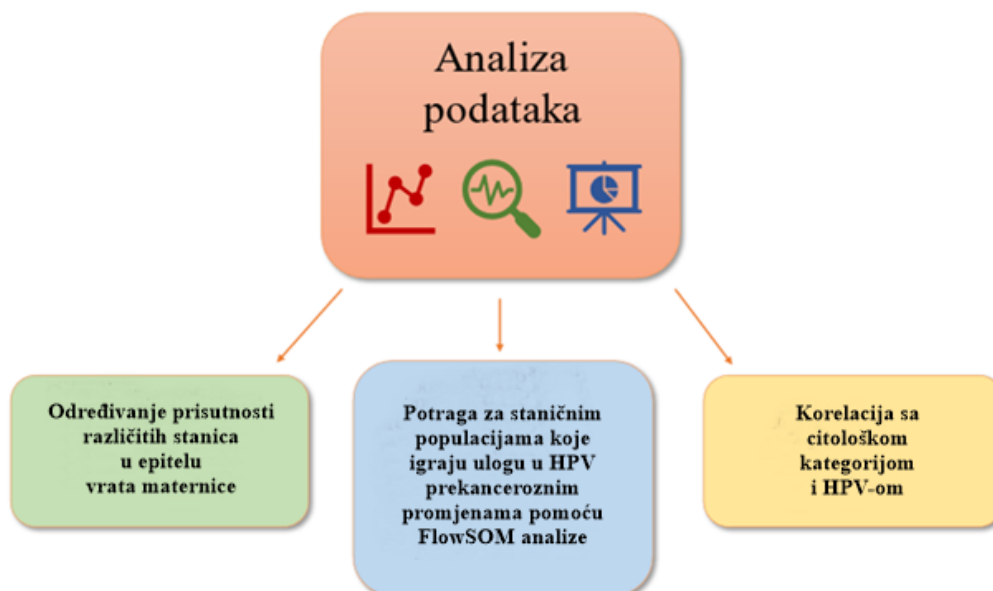 Analiza
podataka
Određivanje prisutnosti
različitih stanica
u epitelu
vrata maternice
Potraga za staničnim
populacijama koje
igraju ulogu u HPV
prekanceroznim
promjenama pomoću
FlowSOM analize
Korelacija sa
citološkom
kategorijom
i HPV-om